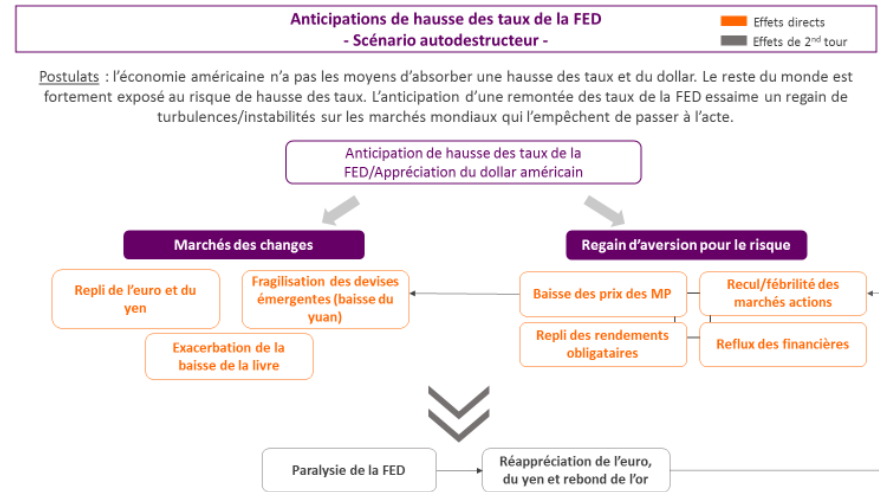 Anticipations de hausse des taux de la FED
- Scénario autodestructeur -
Effets directs
Effets de 2nd tour
Postulats : l’économie américaine n’a pas les moyens d’absorber une hausse des taux et du dollar. Le reste du monde est
fortement exposé au risque de hausse des taux. L’anticipation d’une remontée des taux de la FED essaime un regain de
turbulences/instabilités sur les marchés mondiaux qui l’empêchent de passer à l’acte.
Anticipation de hausse des taux de la
FED/Appréciation du dollar américain
Marchés des changes
Repli de l’euro et du
yen
Fragilisation des devises
émergentes (baisse du
yuan)
Exacerbation de la
baisse de la livre
Regain d’aversion pour le risque
Baisse des prix des MP
Recul/fébrilité des
marchés actions
Repli des rendements
obligataires
Reflux des financières
Paralysie de la FED
Réappréciation de l’euro,
du yen et rebond de l’or